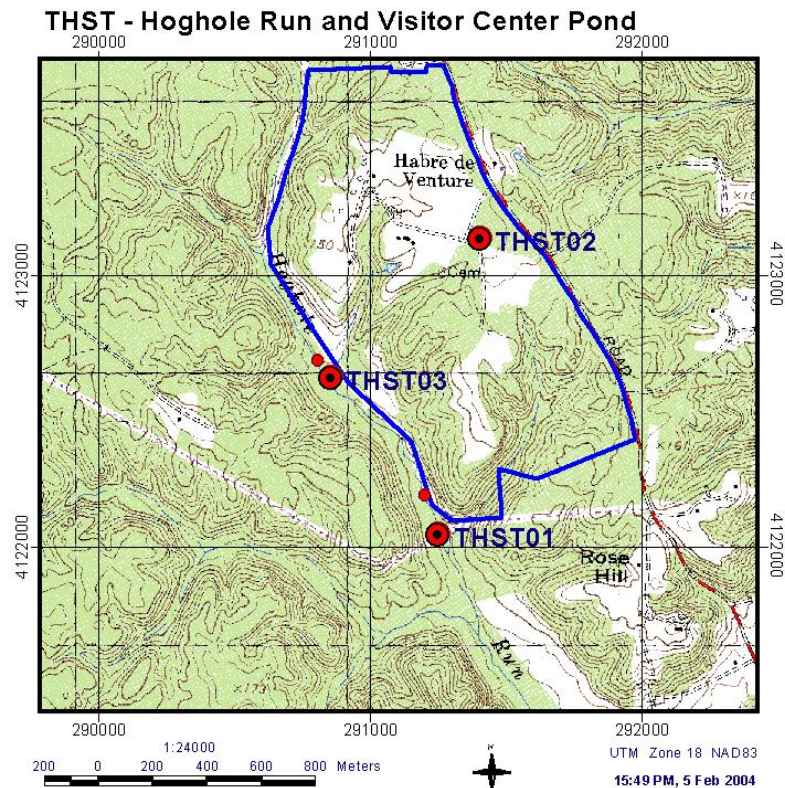 THST - Hoghole Run and Visitor Center Pond
290000 291000 292000
Habre de
Venture
THST02
Cem
4123000 4123000
Hoghole
ROAD
THST03
THST01
4122000 4122000
Rose
Hill
Run
×173
290000 291000 292000
1:24000
200 0 200 400 600 800 Meters
N
UTM Zone 18 NAD83
15:49 PM, 5 Feb 2004